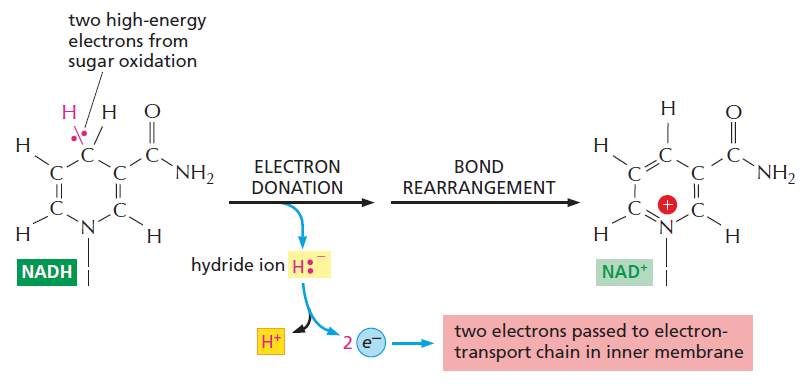 two high-energy
electrons from
sugar oxidation
H H O
H C C C NH2
C C
H N H
NADH
ELECTRON
DONATION
BOND
REARRANGEMENT
hydride ion H:−
H+
2 e−
two electrons passed to electron-
transport chain in inner membrane
H O
H C C C C NH2
C + C
H N H
NAD+